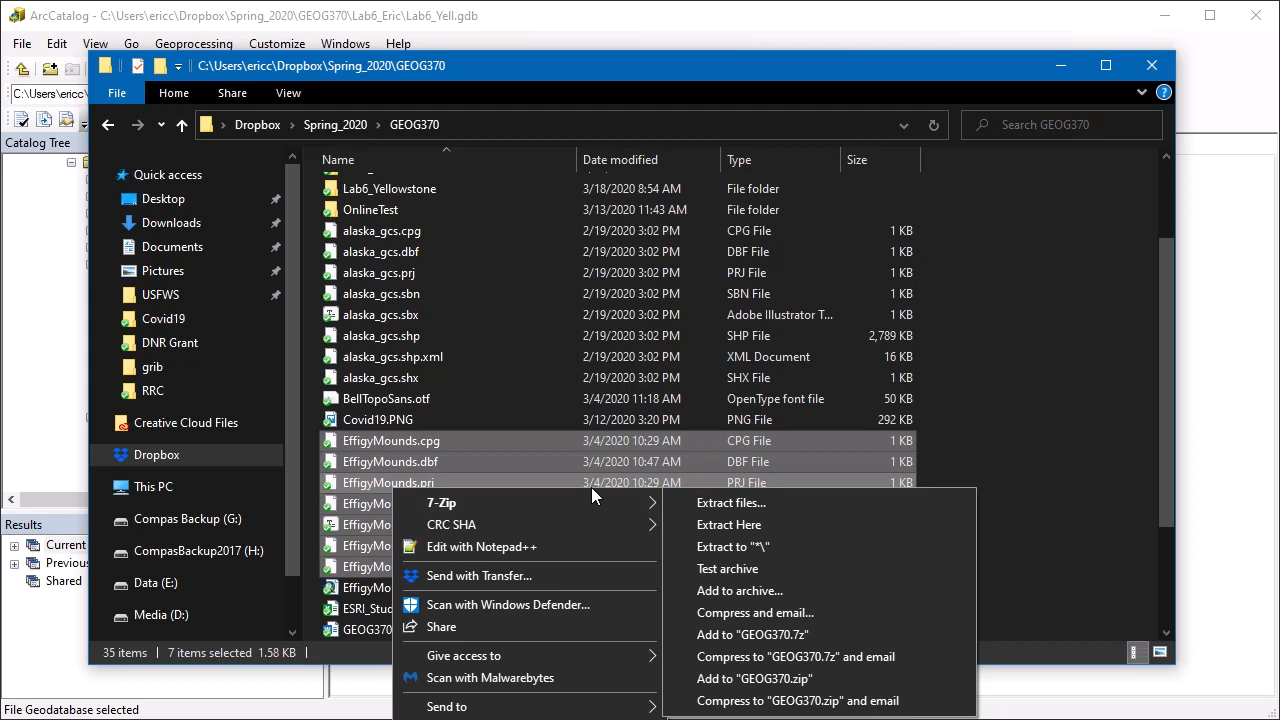 ArcCatalog - C:\Users\ericc\Dropbox\Spring_2020\GEOG370\Lab6_Eric\Lab6_Yell.gdb
File Edit View Go Geoprocessing Customize Windows Help
C:\Users\ericc\Dropbox\Spring_2020\GEOG370
C:\Users\e
File Home Share View
Dropbox Spring_2020 GEOG370 Search GEOG370
Catalog Tree
Name Date modified Type Size
Quick access
Desktop
Downloads
Documents
Pictures
USFWS
Covid19
DNR Grant
grib
RRC
Creative Cloud Files
Dropbox
This PC
Compas Backup (G:)
CompasBackup2017 (H:)
Data (E:)
Media (D:)
Lab6_Yellowstone 3/18/2020 8:54 AM File folder
OnlineTest 3/13/2020 11:43 AM File folder
alaska_gcs.cpg 2/19/2020 3:02 PM CPG File 1 KB
alaska_gcs.dbf 2/19/2020 3:02 PM DBF File 1 KB
alaska_gcs.prj 2/19/2020 3:02 PM PRJ File 1 KB
alaska_gcs.sbn 2/19/2020 3:02 PM SBN File 1 KB
alaska_gcs.sbx 2/19/2020 3:02 PM Adobe Illustrator T... 1 KB
alaska_gcs.shp 2/19/2020 3:02 PM SHP File 2,789 KB
alaska_gcs.shp.xml 2/19/2020 3:02 PM XML Document 16 KB
alaska_gcs.shx 2/19/2020 3:02 PM SHX File 1 KB
BellTopoSans.otf 3/4/2020 11:18 AM OpenType font file 50 KB
Covid19.PNG 3/12/2020 3:20 PM PNG File 292 KB
EffigyMounds.cpg 3/4/2020 10:29 AM CPG File 1 KB
EffigyMounds.dbf 3/4/2020 10:47 AM DBF File 1 KB
EffigyMounds.prj 3/4/2020 10:29 AM PRJ File 1 KB
EffigyMo
EffigyMo
EffigyMo
EffigyMo
EffigyMo
ESRI_Stud
GEOG370
7-Zip
CRC SHA
Edit with Notepad++
Send with Transfer...
Scan with Windows Defender...
Share
Give access to
Scan with Malwarebytes
Send to
Extract files...
Extract Here
Extract to "*\"
Test archive
Add to archive...
Compress and email...
Add to "GEOG370.7z"
Compress to "GEOG370.7z" and email
Add to "GEOG370.zip"
Compress to "GEOG370.zip" and email
Results
Current
Previou
Shared
35 items 7 items selected 1.58 KB
File Geodatabase selected